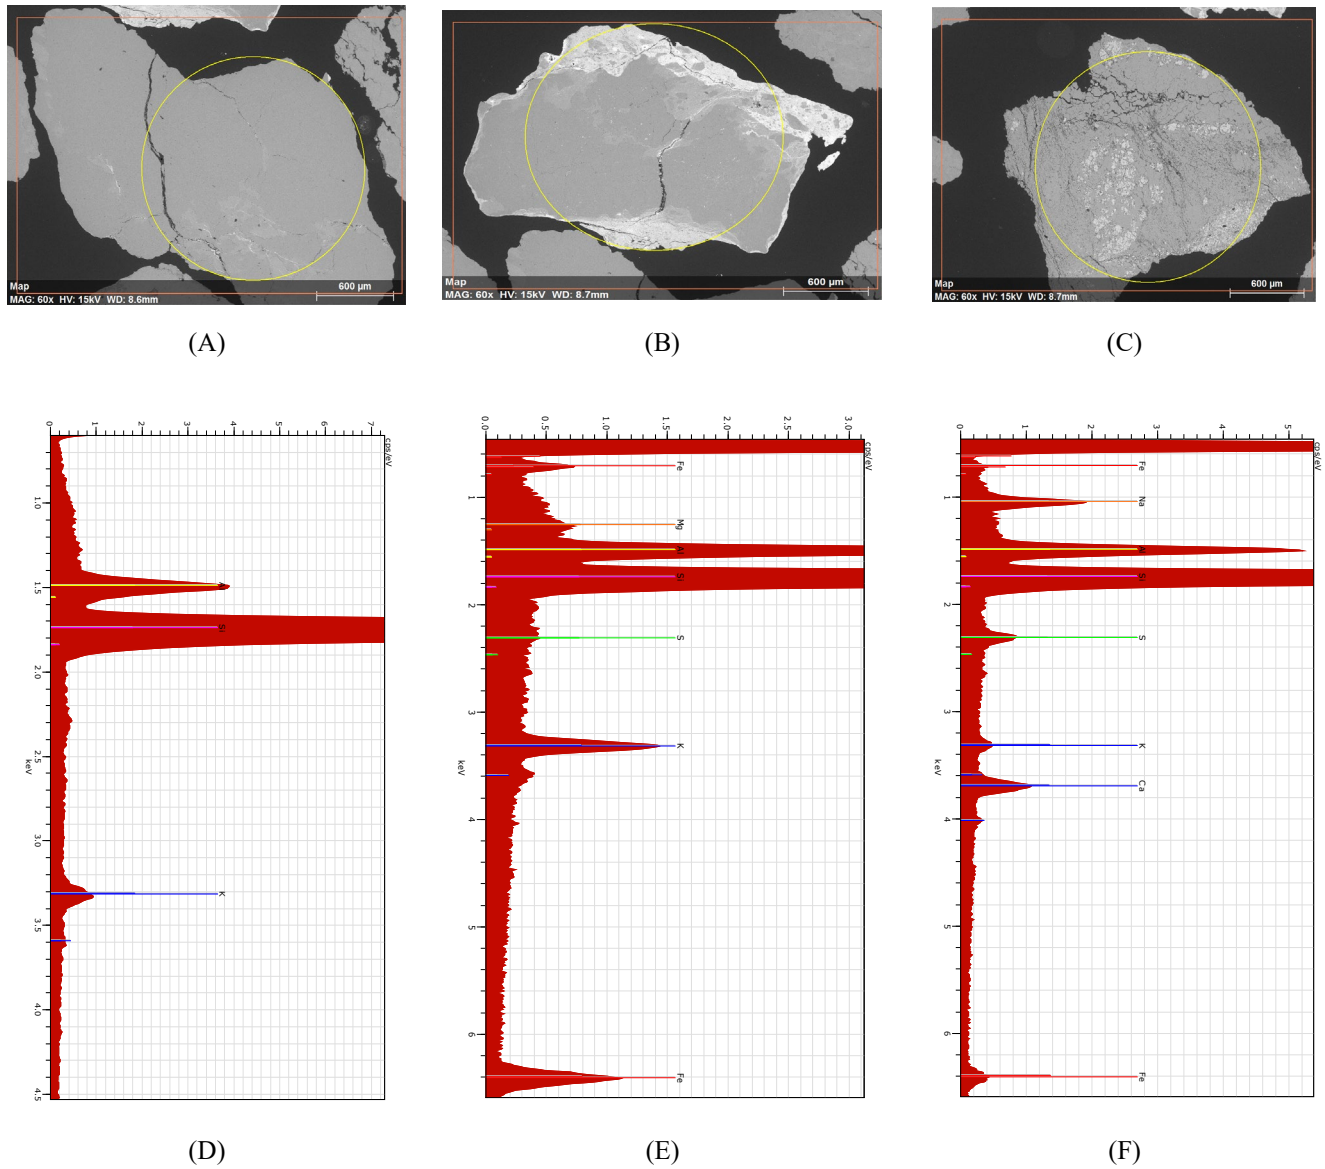 Map
MAG: 60x HV: 15kV WD: 8.6mm
600 µm
Map
MAG: 60x HV: 15kV WD: 8.7mm
600 µm
Map
MAG: 60x HV: 15kV WD: 8.7mm
600 µm
(A)
(B)
(C)
cps/eV
0 1 2 3 4 5 6 7
Si
K
1.0
1.5
2.0
2.5
3.0
3.5
4.0
4.5
keV
cps/eV
0.0 0.5 1.0 1.5 2.0 2.5 3.0
Fe
Mg
Al
Si
S
K
Fe
1
2
3
4
5
6
keV
cps/eV
0 1 2 3 4 5
Fe
Na
Al
Si
S
K
Ca
Fe
1
2
3
4
5
6
keV
(D)
(E)
(F)